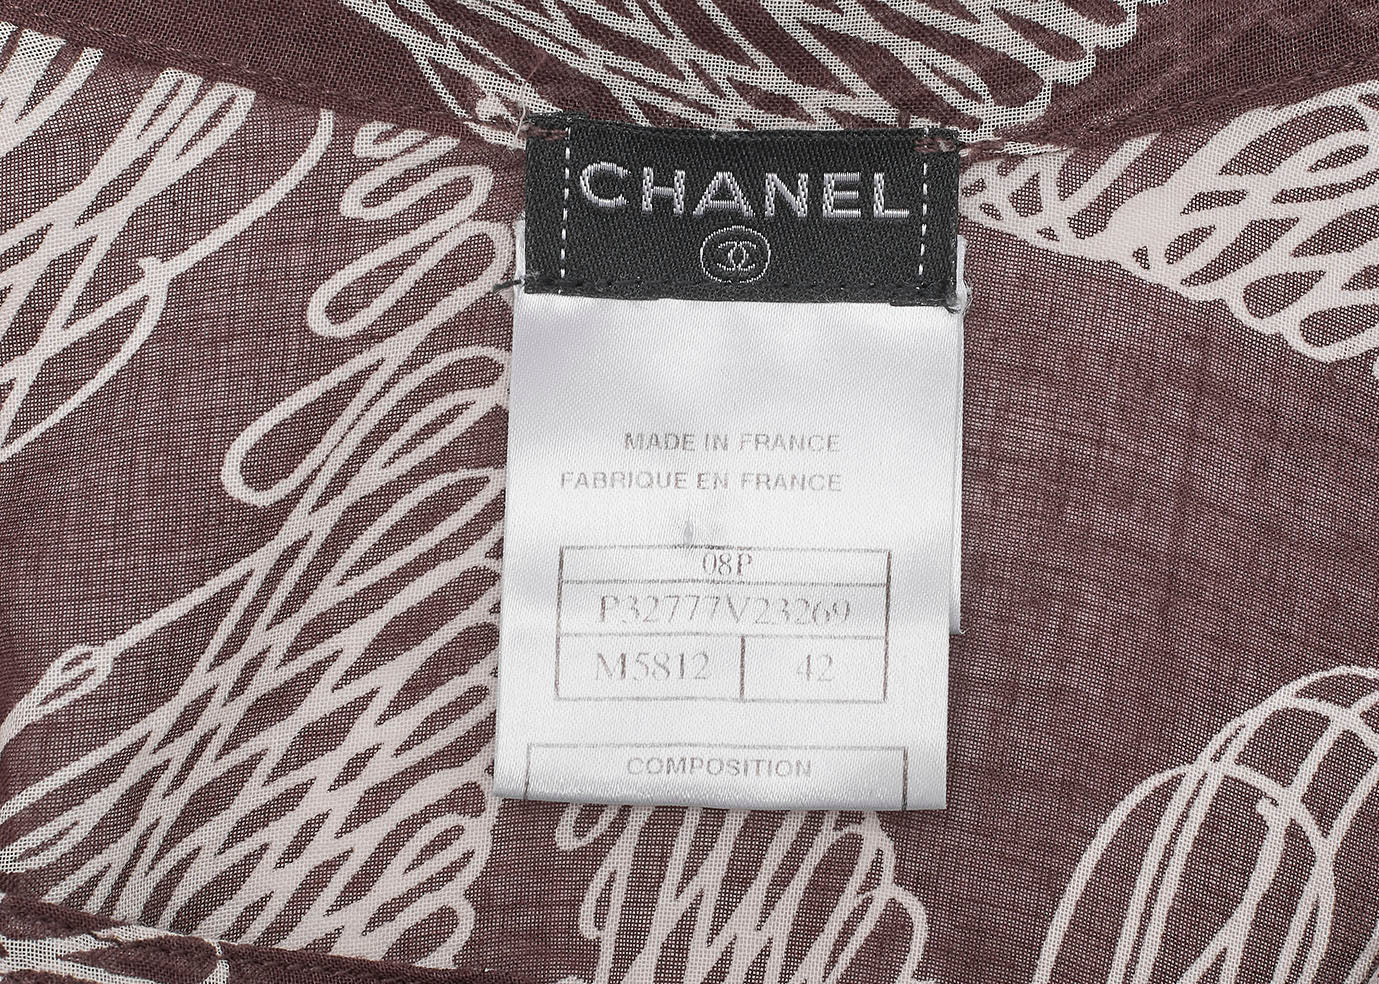 CHANEL
MADE IN FRANCE
FABRIQUE EN FRANCE
08P
P32777V23269
M5812 42
COMPOSITION